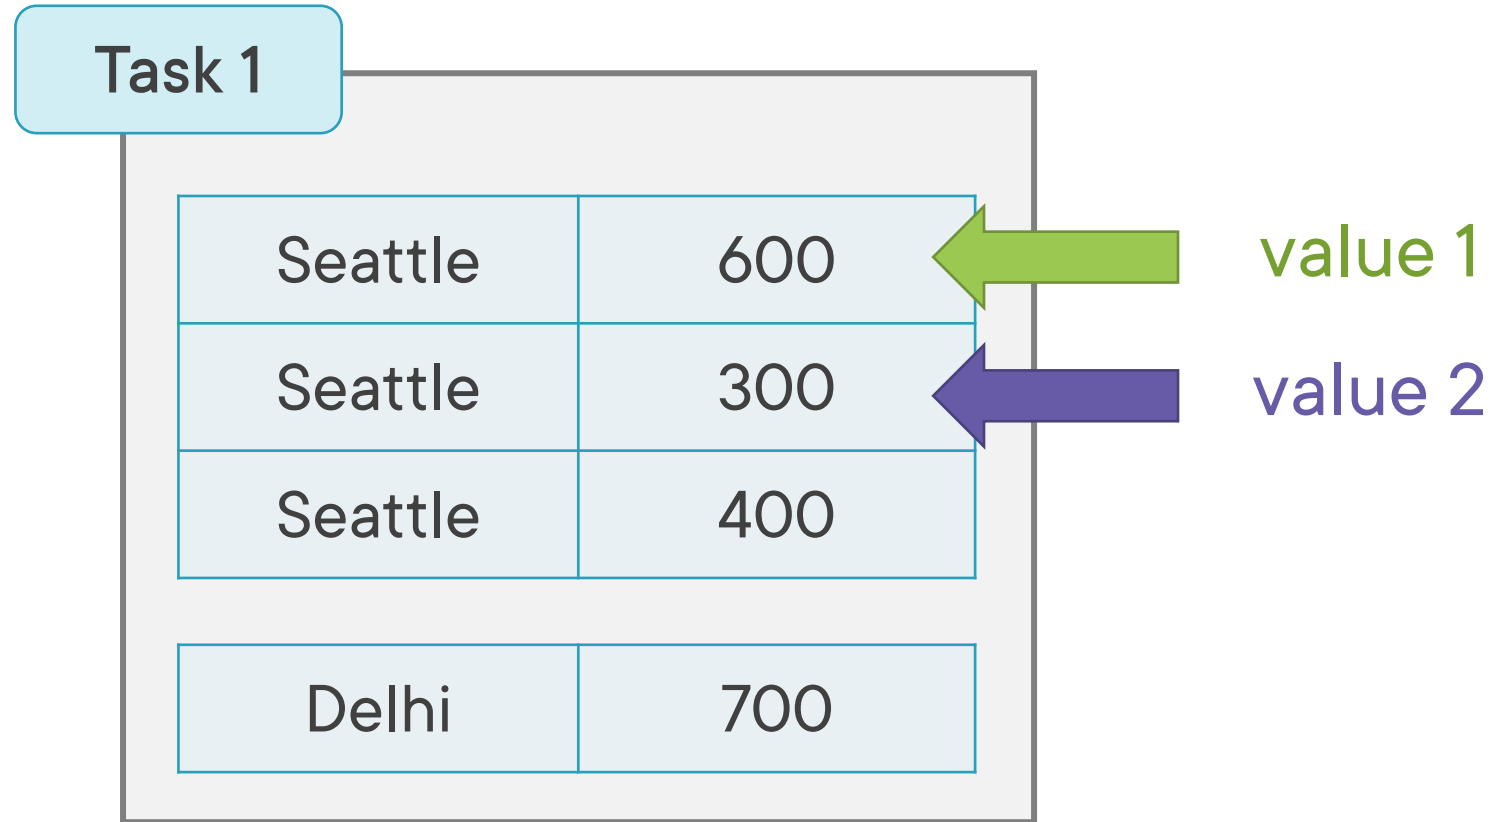 Task 1
Seattle 600 value 1
Seattle 300 value 2
Seattle 400
Delhi 700